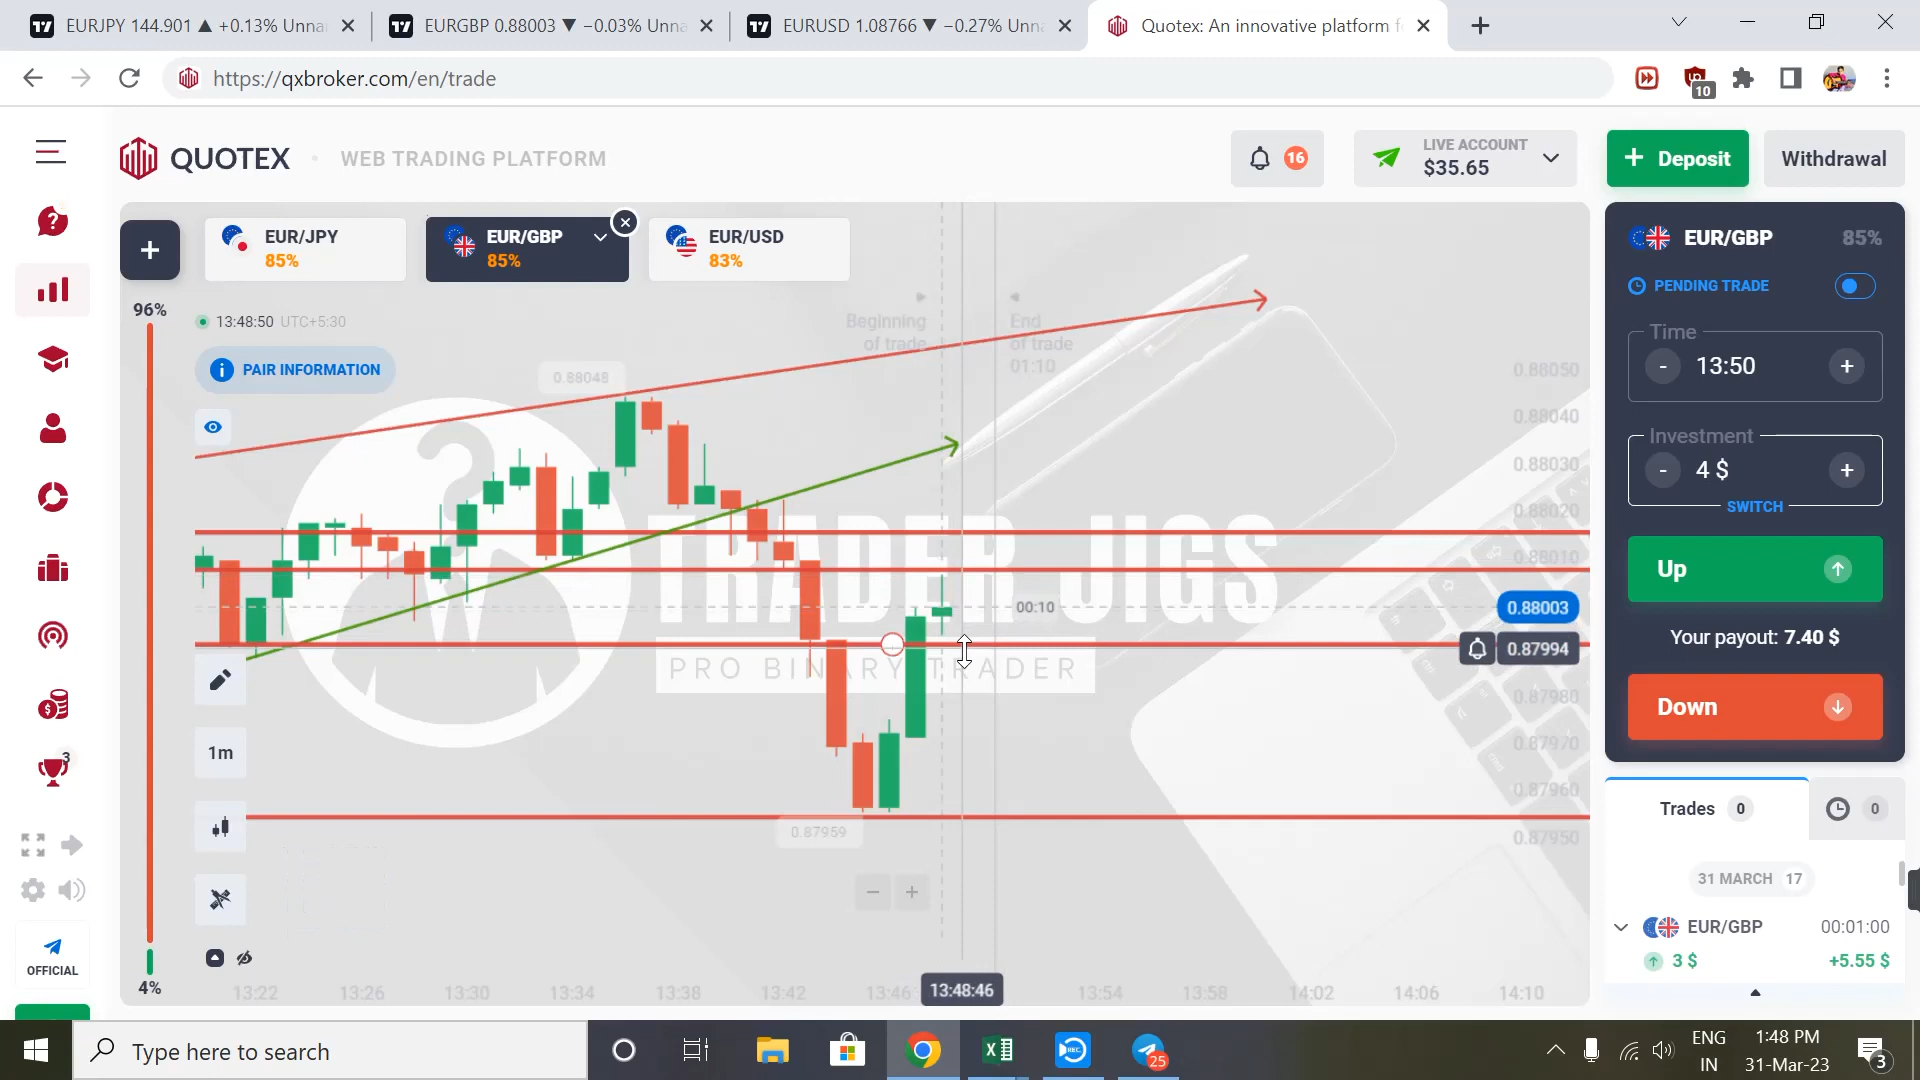 EURJPY 144.901 ▲ +0.13% Unna
EURGBP 0.88003 ▼ −0.03% Unna
EURUSD 1.08766 ▼ −0.27% Unna
Quotex: An innovative platform f
https://qxbroker.com/en/trade
10
QUOTEX
WEB TRADING PLATFORM
16
LIVE ACCOUNT
$35.65
+ Deposit
Withdrawal
EUR/JPY
85%
EUR/GBP
85%
EUR/USD
83%
96%
13:48:50 UTC+5:30
PAIR INFORMATION
Beginning
of trade
End
of trade
01:10
0.88048
0.88050
0.88040
0.88030
0.88020
0.88010
00:10
0.88003
0.87994
0.87980
0.87970
0.87960
0.87950
0.87959
TRADER JIGS
PRO BINARY TRADER
1m
4%
13:22
13:26
13:30
13:34
13:38
13:42
13:46
13:48:46
13:54
13:58
14:02
14:06
14:10
EUR/GBP 85%
PENDING TRADE
Time
- 13:50 +
Investment
- 4 $ +
SWITCH
Up
Your payout: 7.40 $
Down
Trades 0
0
31 MARCH 17
EUR/GBP 00:01:00
3 $ +5.55 $
3
OFFICIAL
Type here to search
REC
25
ENG
IN
1:48 PM
31-Mar-23
3